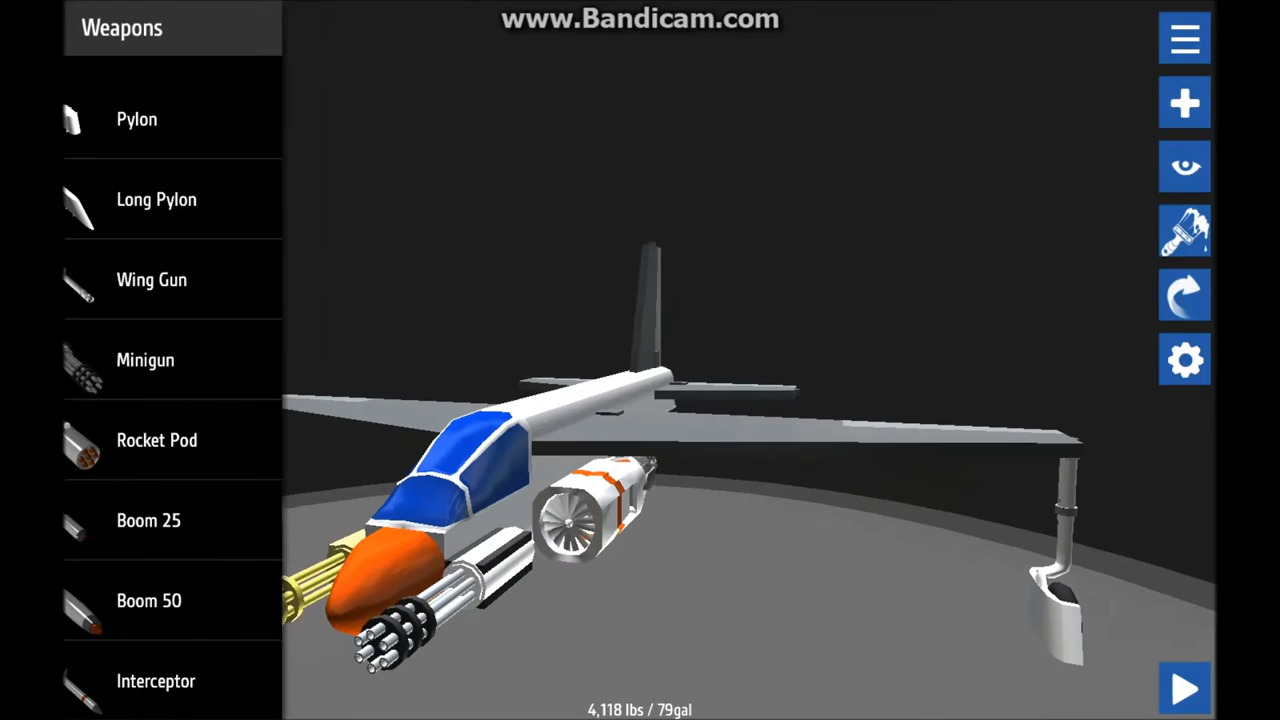 www.Bandicam.com
Weapons
Pylon
Long Pylon
Wing Gun
Minigun
Rocket Pod
Boom 25
Boom 50
Interceptor
4,118 lbs / 79gal